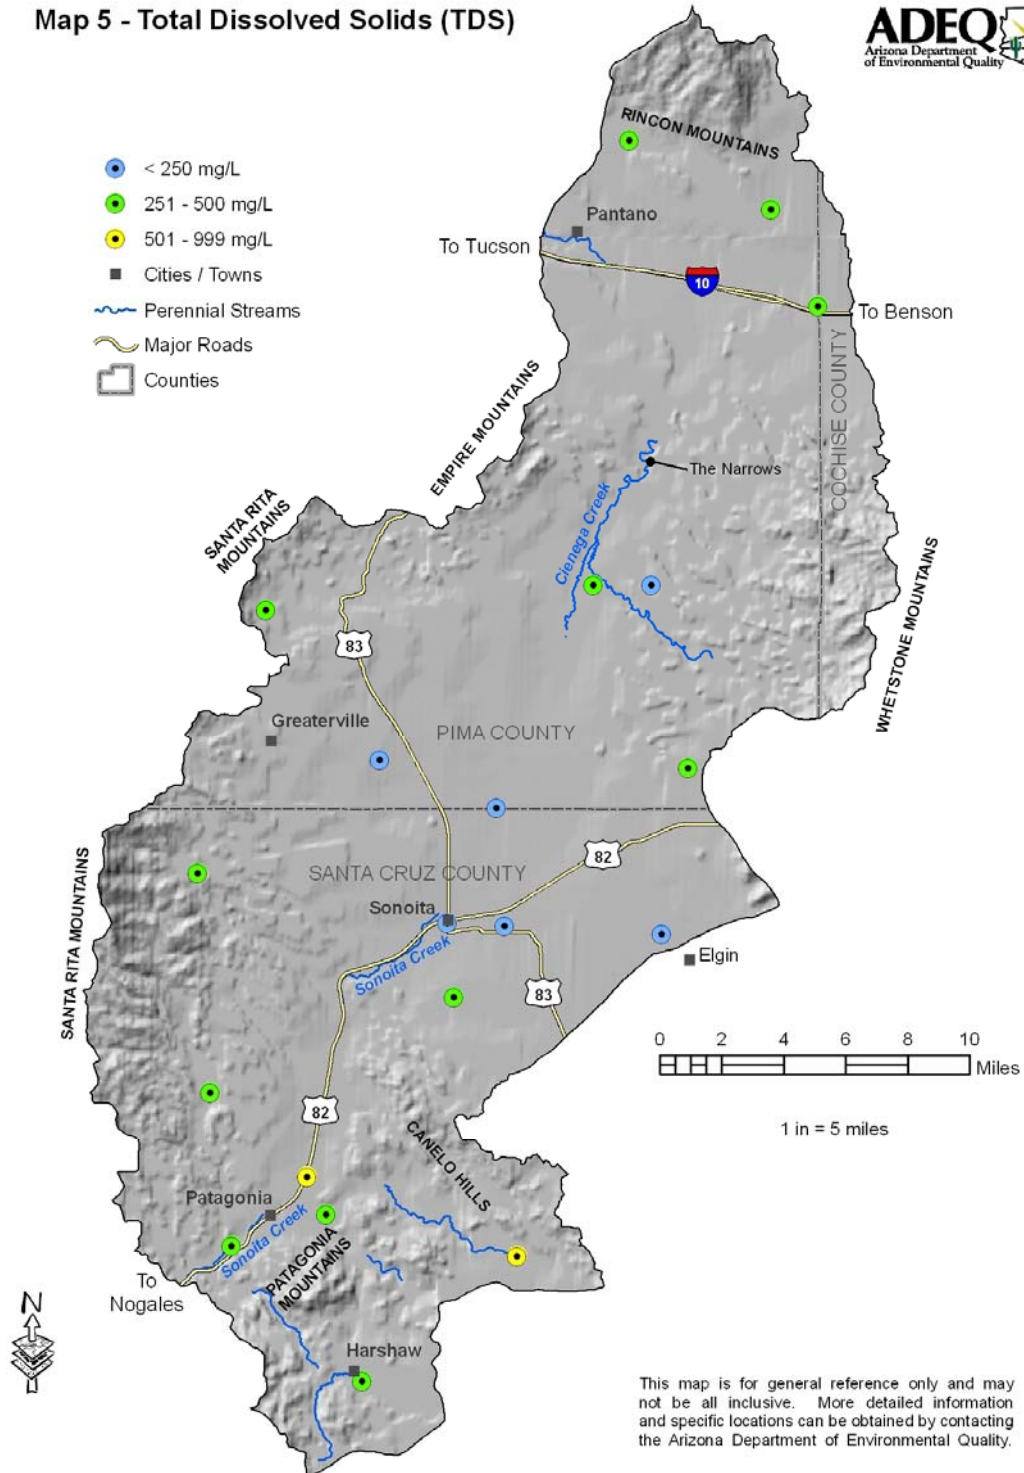 Map 5 - Total Dissolved Solids (TDS)
ADEQ
Arizona Department
of Environmental Quality
< 250 mg/L
251 - 500 mg/L
501 - 999 mg/L
Cities / Towns
Perennial Streams
Major Roads
Counties
RINCON MOUNTAINS
Pantano
To Tucson
10
To Benson
COCHISE COUNTY
EMPIRE MOUNTAINS
The Narrows
Cienega Creek
SANTA RITA
MOUNTAINS
WHETSTONE MOUNTAINS
83
Greaterville
PIMA COUNTY
82
SANTA CRUZ COUNTY
SANTA RITA MOUNTAINS
Sonoita
Sonoita Creek
Elgin
83
0 2 4 6 8 10
Miles
1 in = 5 miles
82
CANELO HILLS
Patagonia
Sonoita Creek
PATAGONIA
MOUNTAINS
To
Nogales
N
Harshaw
This map is for general reference only and may
not be all inclusive. More detailed information
and specific locations can be obtained by contacting
the Arizona Department of Environmental Quality.